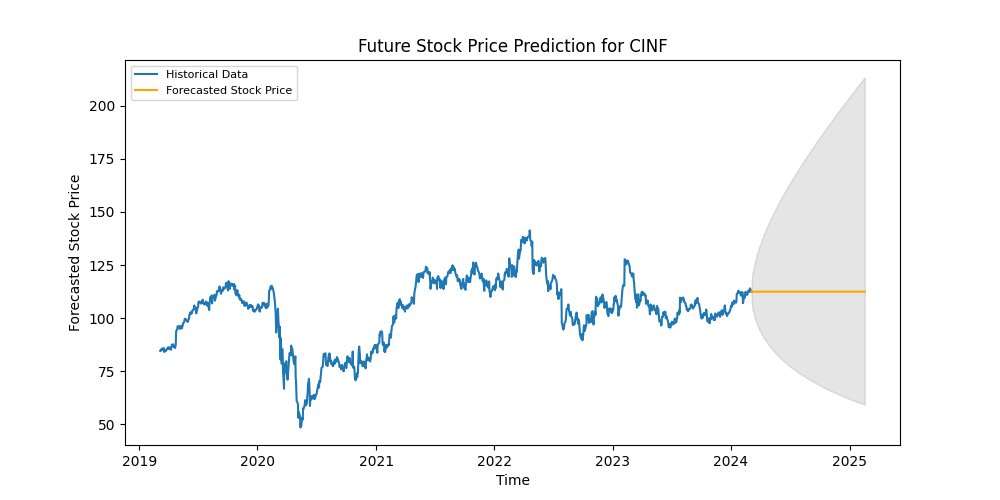 Future Stock Price Prediction for CINF
Historical Data
Forecasted Stock Price
Forecasted Stock Price
200
175
150
125
100
75
50
2019
2020
2021
2022
2023
2024
2025
Time